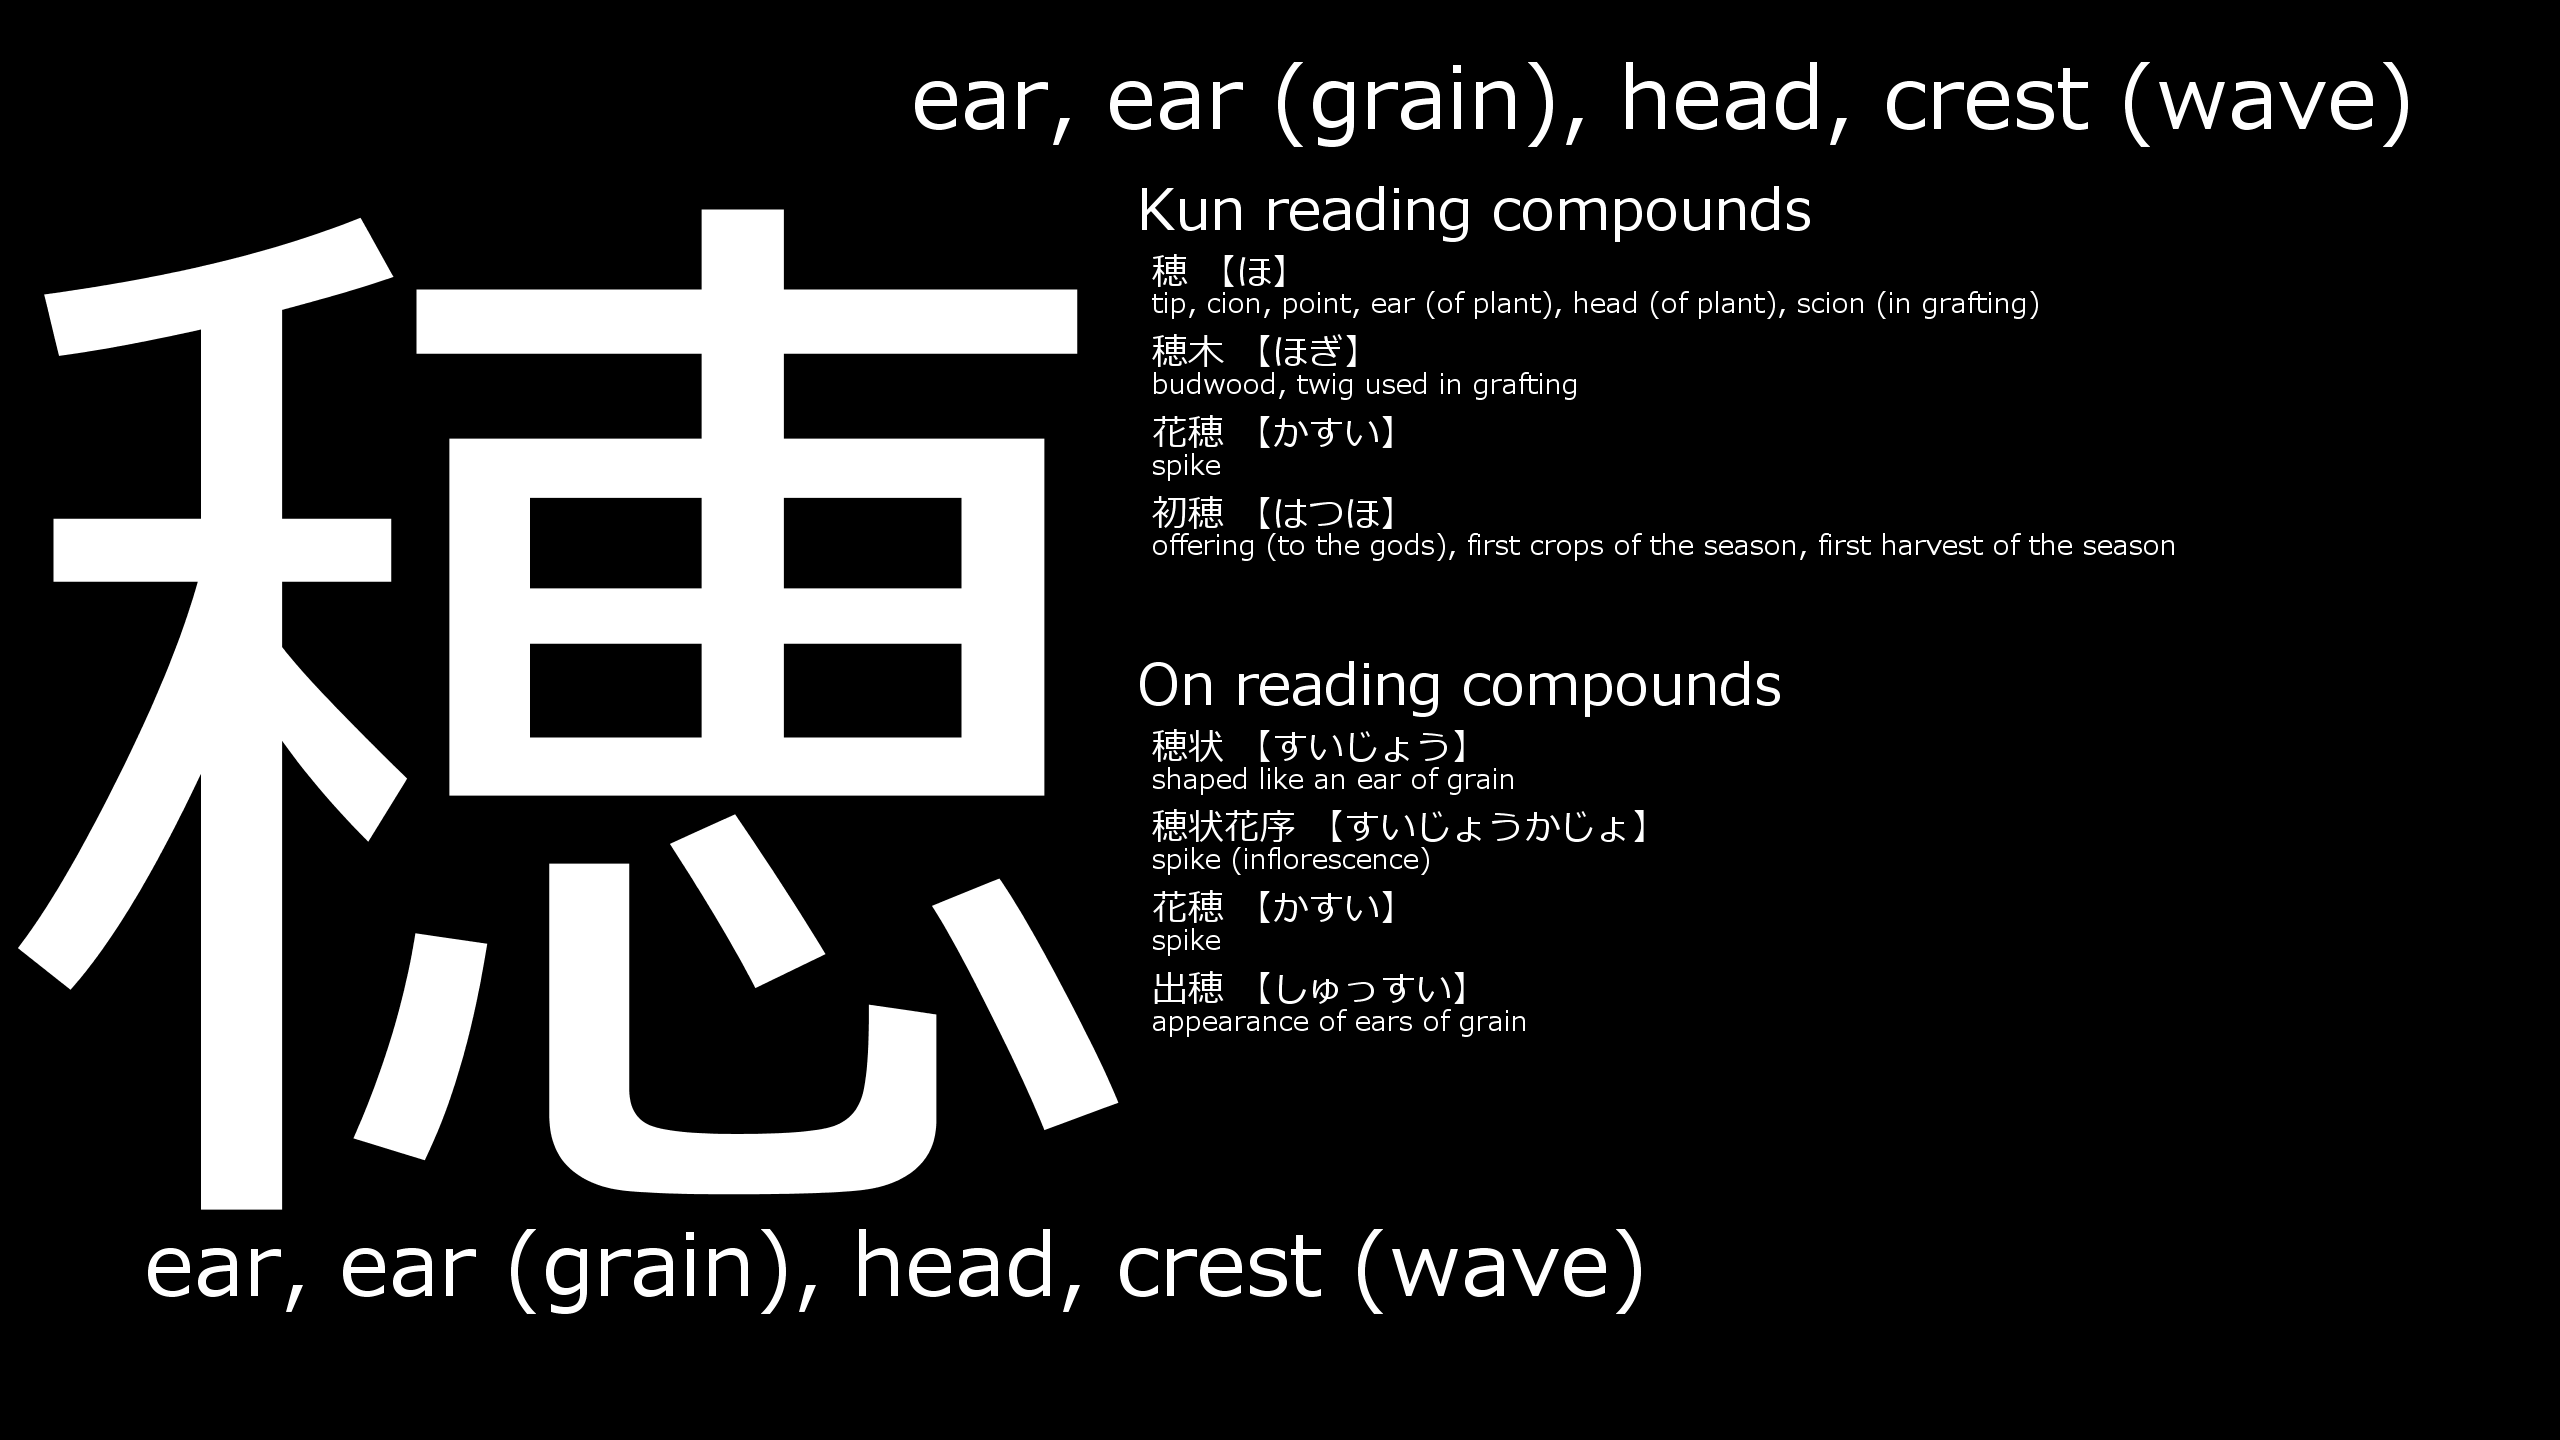 ear, ear (grain), head, crest (wave)
穂
Kun reading compounds
穂 【ほ】
tip, cion, point, ear (of plant), head (of plant), scion (in grafting)
穂木 【ほぎ】
budwood, twig used in grafting
花穂 【かすい】
spike
初穂 【はつほ】
offering (to the gods), first crops of the season, first harvest of the season
On reading compounds
穂状 【すいじょう】
shaped like an ear of grain
穂状花序 【すいじょうかじょ】
spike (inflorescence)
花穂 【かすい】
spike
出穂 【しゅっすい】
appearance of ears of grain
ear, ear (grain), head, crest (wave)